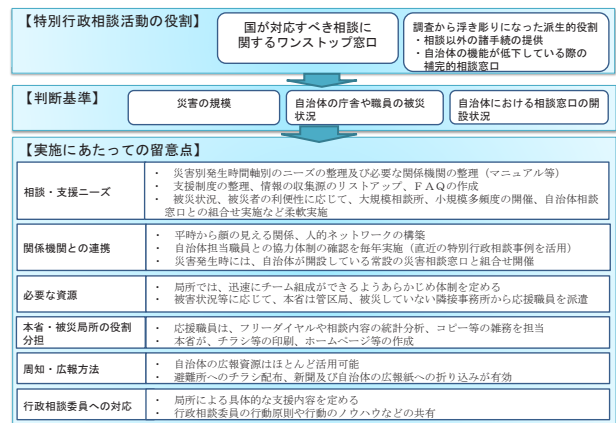 【特別行政相談活動の役割】
国が対応すべき相談に
関するワンストップ窓口
調査から浮き彫りになった派生的役割
・相談以外の諸手続の提供
・自治体の機能が低下している際の
補完的相談窓口
【判断基準】
災害の規模
自治体の庁舎や職員の被災
状況
自治体における相談窓口の開
設状況
【実施にあたっての留意点】
相談・支援ニーズ
・ 災害別発生時間軸別のニーズの整理及び必要な関係機関の整理（マニュアル等）
・ 支援制度の整理、情報の収集源のリストアップ、ＦＡＱの作成
・ 被災状況、被災者の利便性に応じて、大規模相談所、小規模多頻度の開催、自治体相談
窓口との組合せ実施など柔軟実施
関係機関との連携
・ 平時から顔の見える関係、人的ネットワークの構築
・ 自治体担当職員との協力体制の確認を毎年実施（直近の特別行政相談事例を活用）
・ 災害発生時には、自治体が開設している常設の災害相談窓口と組合せ開催
必要な資源
・ 局所では、迅速にチーム組成ができるようあらかじめ体制を定める
・ 被害状況等に応じて、本省は管区局、被災していない隣接事務所から応援職員を派遣
本省・被災局所の役割
分担
・ 応援職員は、フリーダイヤルや相談内容の統計分析、コピー等の雑務を担当
・ 本省が、チラシ等の印刷、ホームページ等の作成
周知・広報方法
・ 自治体の広報資源はほとんど活用可能
・ 避難所へのチラシ配布、新聞及び自治体の広報紙への折り込みが有効
行政相談委員への対応
・ 局所による具体的な支援内容を定める
・ 行政相談委員の行動原則や行動のノウハウなどの共有